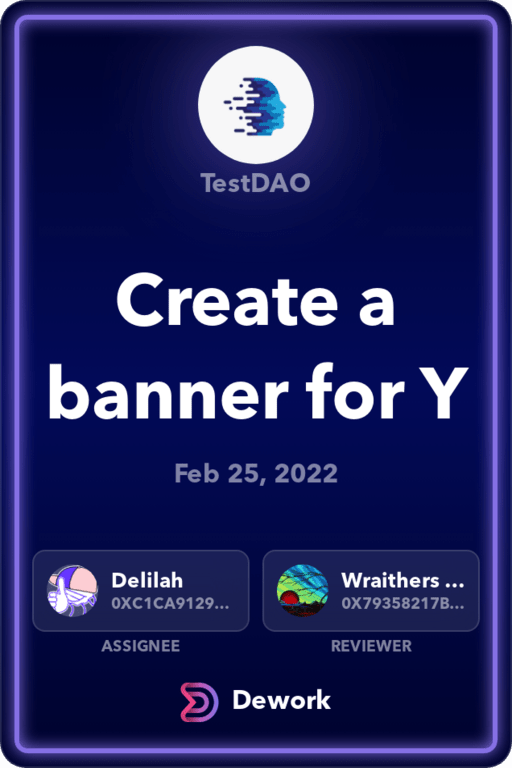 TestDAO
Create a
banner for Y
Feb 25, 2022
Delilah
0XC1CA9129...
ASSIGNEE
Wraithers ...
0X79358217B...
REVIEWER
Dework